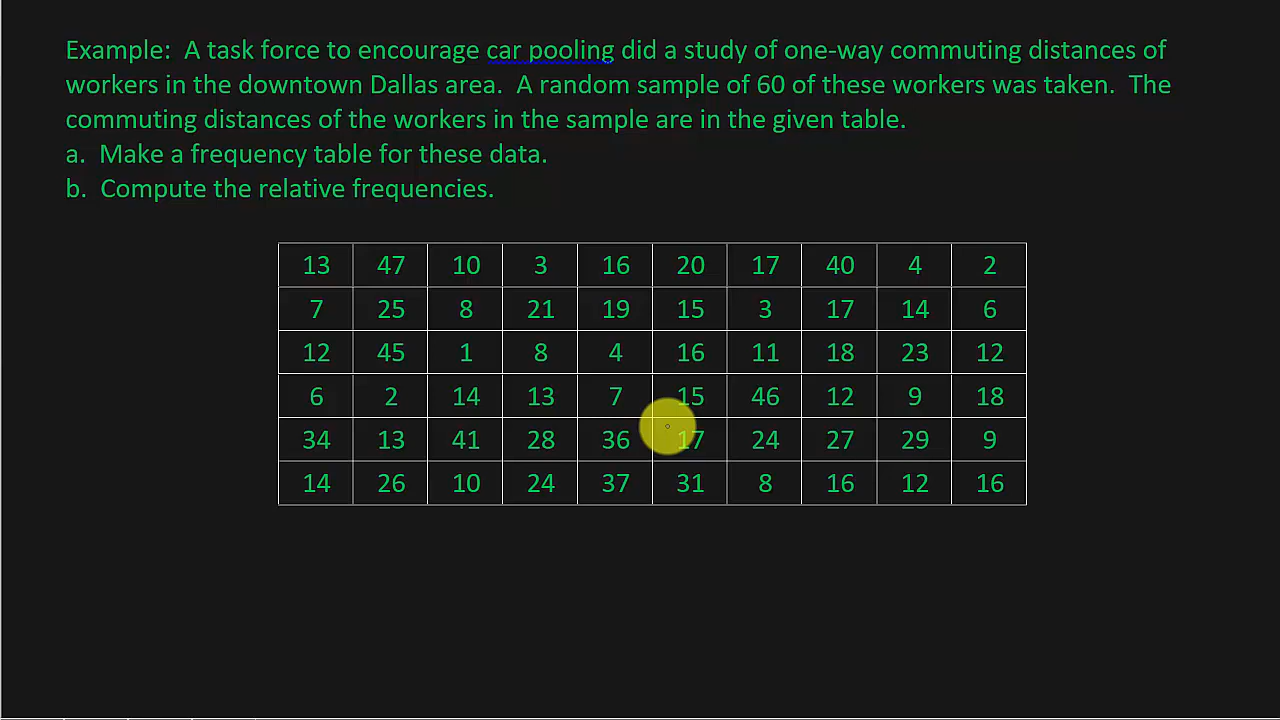 Example: A task force to encourage car pooling did a study of one-way commuting distances of
workers in the downtown Dallas area. A random sample of 60 of these workers was taken. The
commuting distances of the workers in the sample are in the given table.
a. Make a frequency table for these data.
b. Compute the relative frequencies.
13 47 10 3 16 20 17 40 4 2
7 25 8 21 19 15 3 17 14 6
12 45 1 8 4 16 11 18 23 12
6 2 14 13 7 15 46 12 9 18
34 13 41 28 36 17 24 27 29 9
14 26 10 24 37 31 8 16 12 16